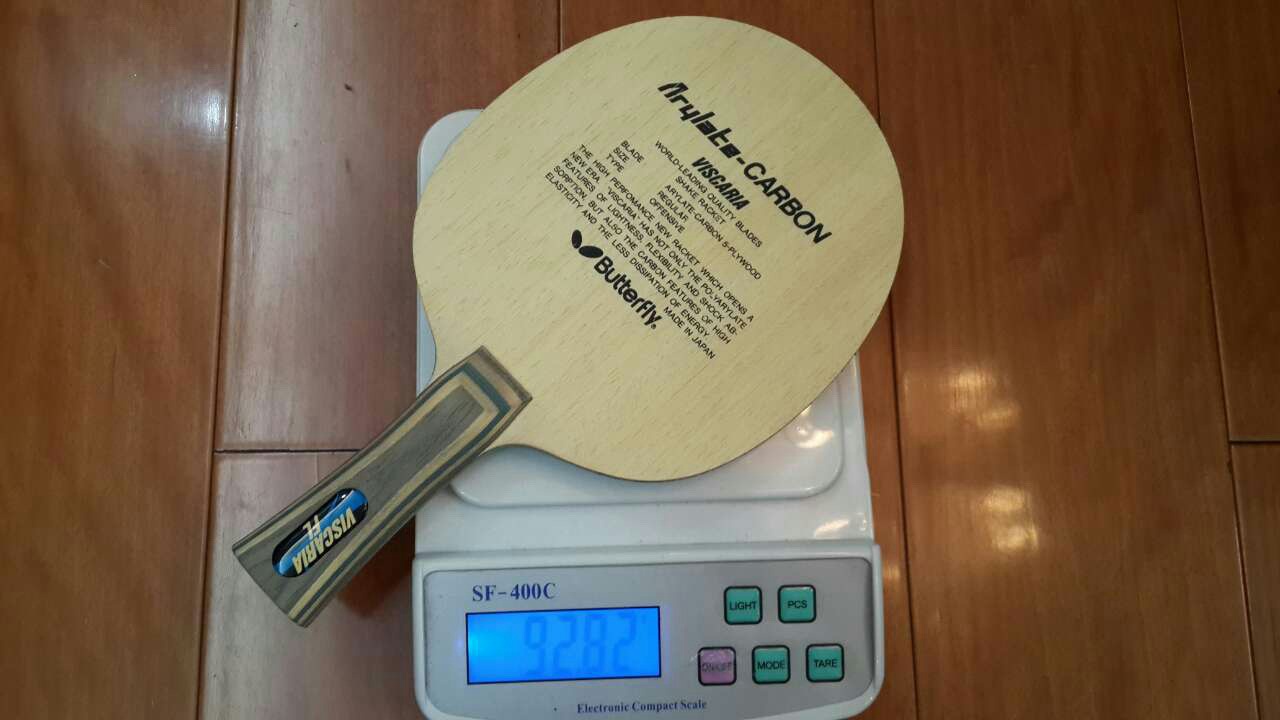 Arylate-CARBON
VISCARIA
WORLD-LEADING QUALITY BLADES
SHAKE RACKET
BLADE ARYLATE-CARBON 5-PLYWOOD
SIZE REGULAR
TYPE OFFENSIVE
THE HIGH PERFOMANCE NEW RACKET WHICH OPENS A
NEW ERA. VISCARIA HAS NOT ONLY THE POLYARYLATE
FEATURES OF LIGHTNESS, FLEXIBILITY AND SHOCK AB-
SORPTION, BUT ALSO THE CARBON FEATURES OF HIGH
ELASTICITY AND THE LESS DISSIPATION OF ENERGY
MADE IN JAPAN
Butterfly.
VISCARIA
FL
SF-400C
92.82
LIGHT
PCS
ON/OFF
MODE
TARE
Electronic Compact Scale